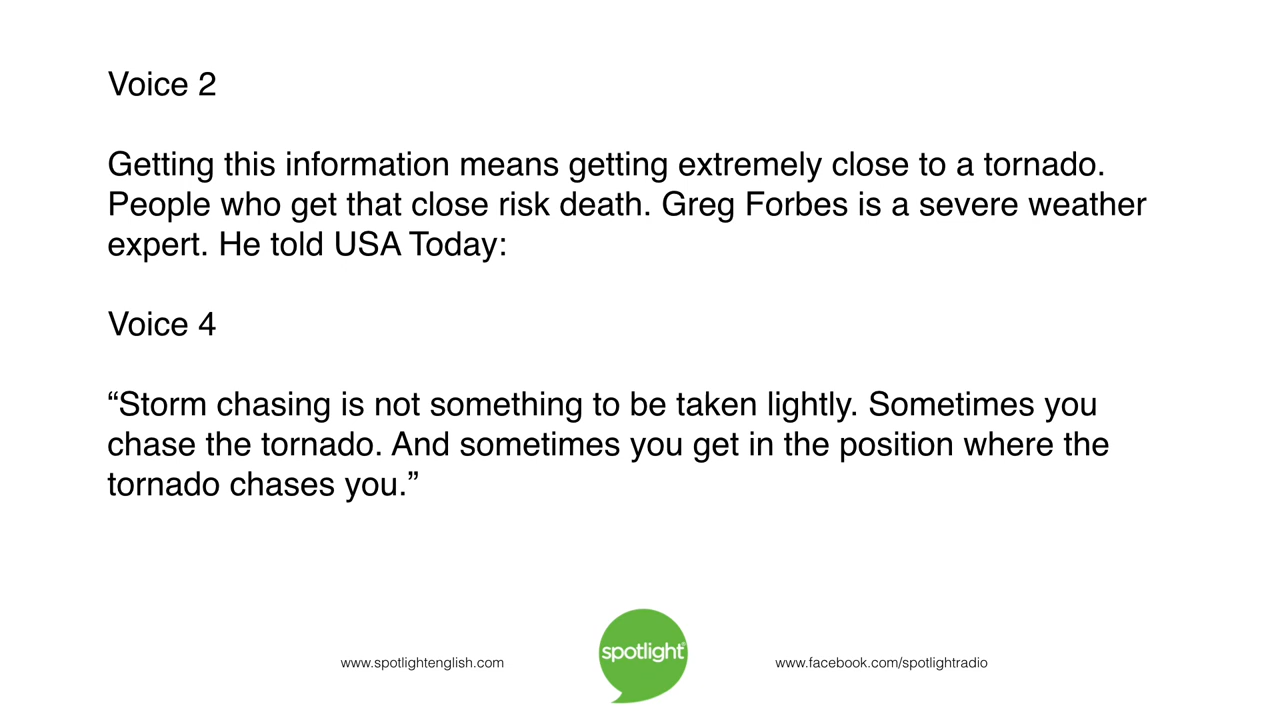 Voice 2
Getting this information means getting extremely close to a tornado.
People who get that close risk death. Greg Forbes is a severe weather
expert. He told USA Today:
Voice 4
“Storm chasing is not something to be taken lightly. Sometimes you
chase the tornado. And sometimes you get in the position where the
tornado chases you.”
www.spotlightenglish.com
spotlight
www.facebook.com/spotlightradio